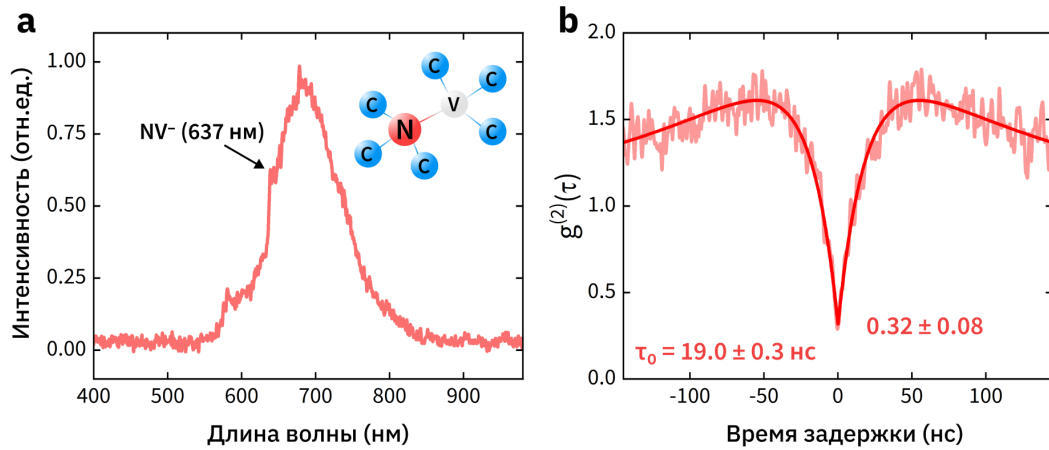 a
Интенсивность (отн.ед.)
1.00
0.75
0.50
0.25
0.00
NV⁻ (637 нм)
C
C
C
C
N
V
C
C
C
400
500
600
700
800
900
Длина волны (нм)
b
g⁽²⁾(τ)
2.0
1.5
1.0
0.5
0.0
0.32 ± 0.08
τ₀ = 19.0 ± 0.3 нс
-100
-50
0
50
100
Время задержки (нс)